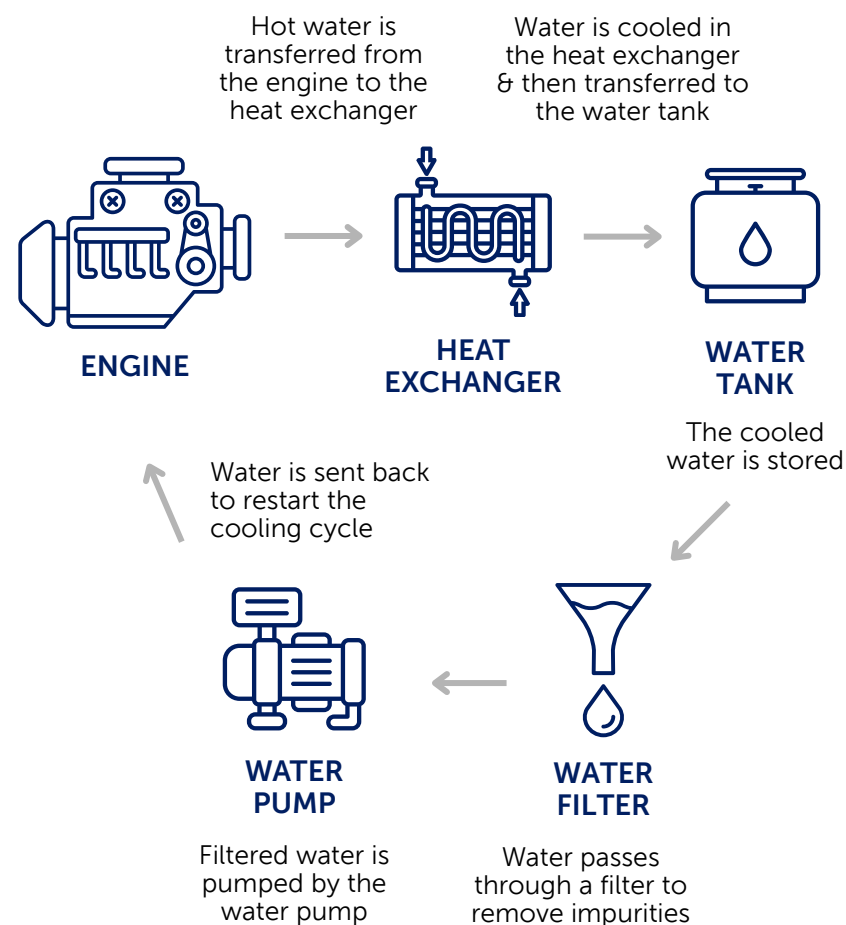 Hot water is
transferred from
the engine to the
heat exchanger
Water is cooled in
the heat exchanger
& then transferred to
the water tank
ENGINE
HEAT
EXCHANGER
WATER
TANK
The cooled
water is stored
Water is sent back
to restart the
cooling cycle
WATER
PUMP
Filtered water is
pumped by the
water pump
WATER
FILTER
Water passes
through a filter to
remove impurities